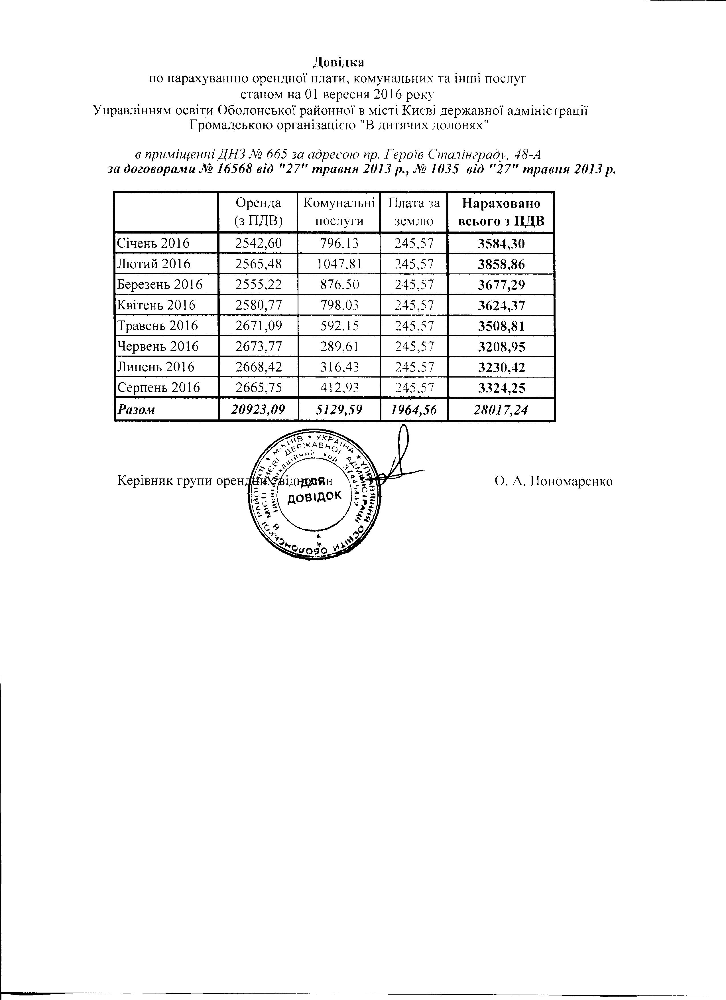 Довідка
по нарахуванню орендної плати, комунальних та інші послуг
станом на 01 вересня 2016 року
Управлінням освіти Оболонської районної в місті Києві державної адміністрації
Громадською організацією "В дитячих долонях"
в приміщенні ДНЗ № 665 за адресою пр. Героїв Сталінграду, 48-А
за договорами № 16568 від "27" травня 2013 р., № 1035 від "27" травня 2013 р.
Оренда (з ПДВ) Комунальні послуги Плата за землю Нараховано всього з ПДВ
Січень 2016 2542,60 796,13 245,57 3584,30
Лютий 2016 2565,48 1047,81 245,57 3858,86
Березень 2016 2555,22 876,50 245,57 3677,29
Квітень 2016 2580,77 798,03 245,57 3624,37
Травень 2016 2671,09 592,15 245,57 3508,81
Червень 2016 2673,77 289,61 245,57 3208,95
Липень 2016 2668,42 316,43 245,57 3230,42
Серпень 2016 2665,75 412,93 245,57 3324,25
Разом 20923,09 5129,59 1964,56 28017,24
Керівник групи орендних відносин О. А. Пономаренко
* М.КИЇВ * УКРАЇНА * УПРАВЛІННЯ ОСВІТИ ОБОЛОНСЬКОЇ РАЙОННОЇ
В МІСТІ КИЄВІ ДЕРЖАВНОЇ АДМІНІСТРАЦІЇ
Ідентифікаційний код 37445442
ДЛЯ
ДОВІДОК